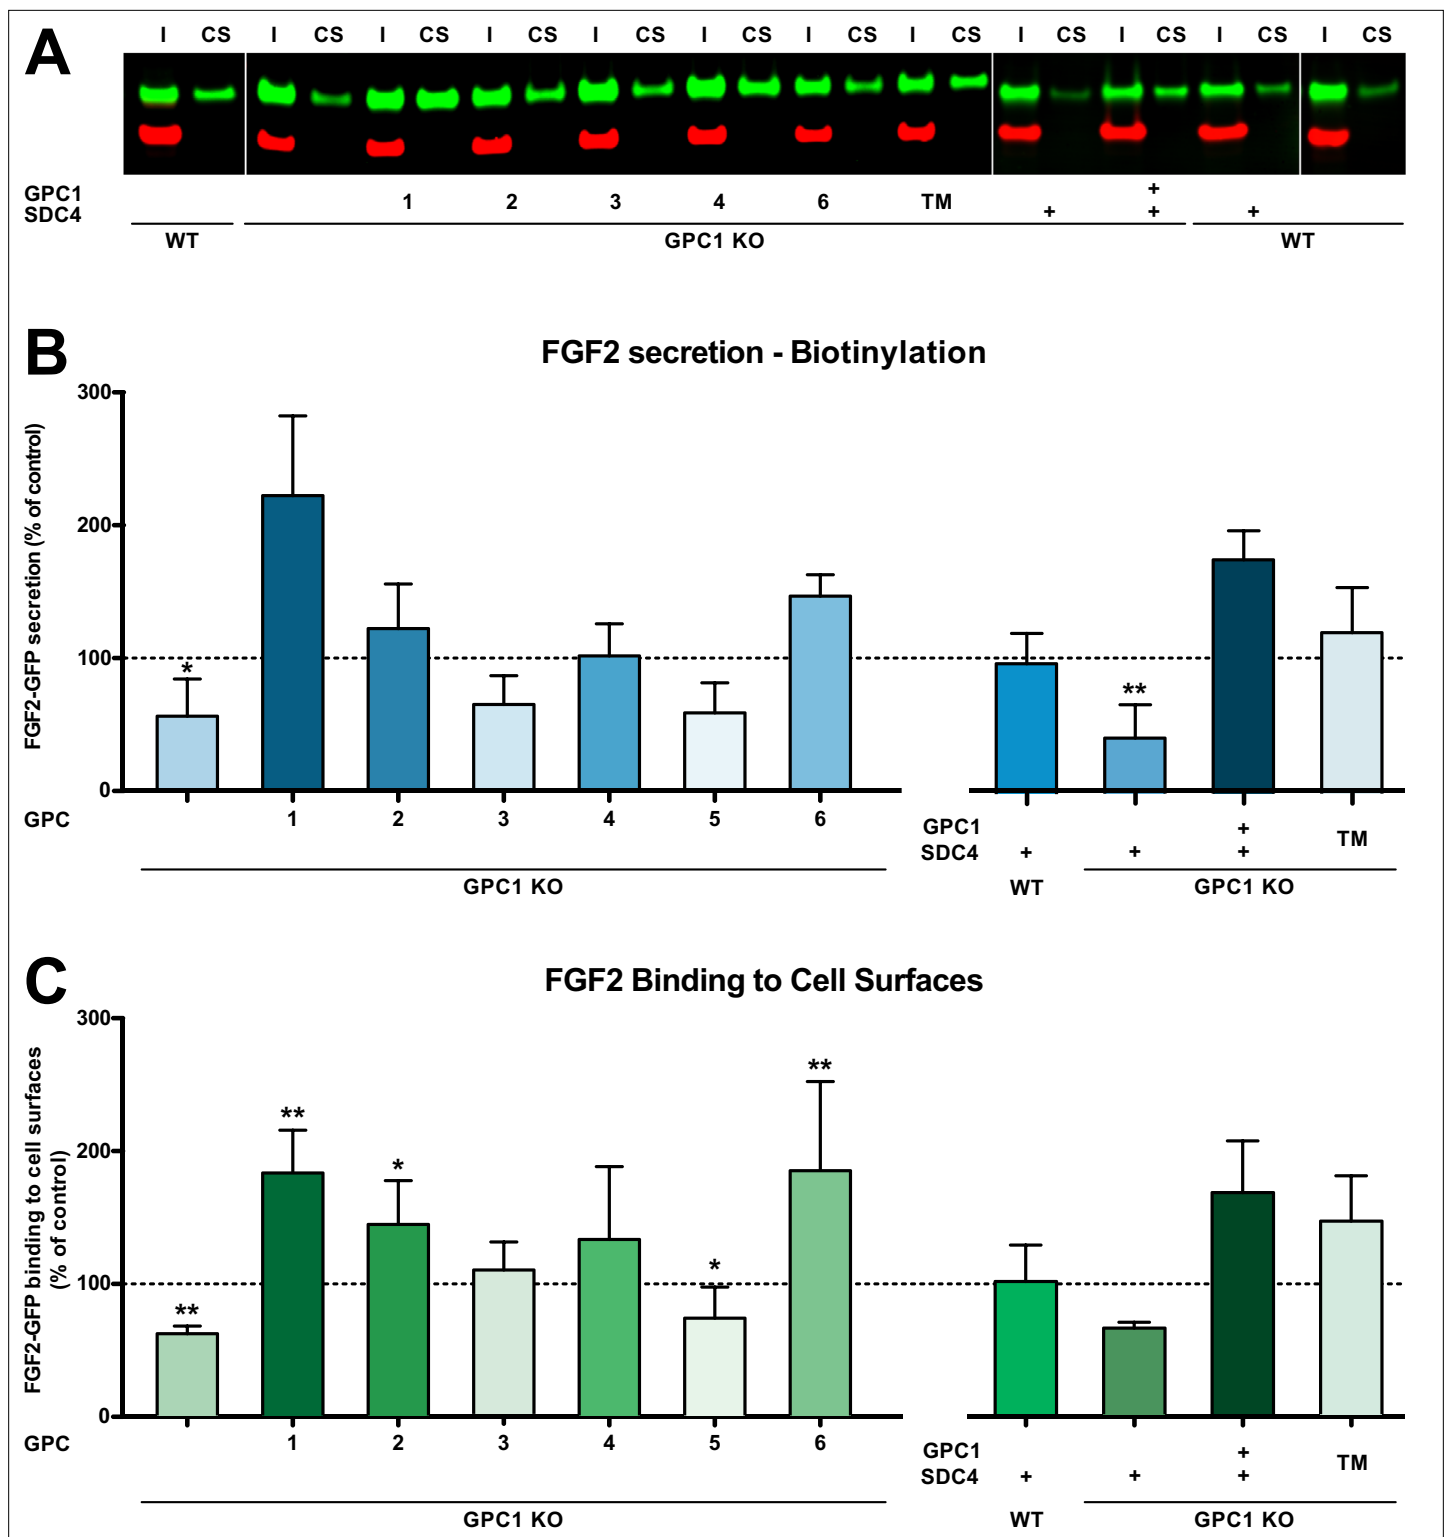 A
I CS I CS I CS I CS I CS I CS I CS I CS I CS I CS I CS I CS
GPC1 +
SDC4 1 2 3 4 6 TM + + +
WT GPC1 KO WT
B
FGF2 secretion - Biotinylation
FGF2-GFP secretion (% of control)
300
200
100
0
*
**
GPC 1 2 3 4 5 6
GPC1 KO
GPC1 + TM
SDC4 + + +
WT GPC1 KO
C
FGF2 Binding to Cell Surfaces
FGF2-GFP binding to cell surfaces
(% of control)
300
200
100
0
**
**
*
*
**
GPC 1 2 3 4 5 6
GPC1 KO
GPC1 + TM
SDC4 + + +
WT GPC1 KO